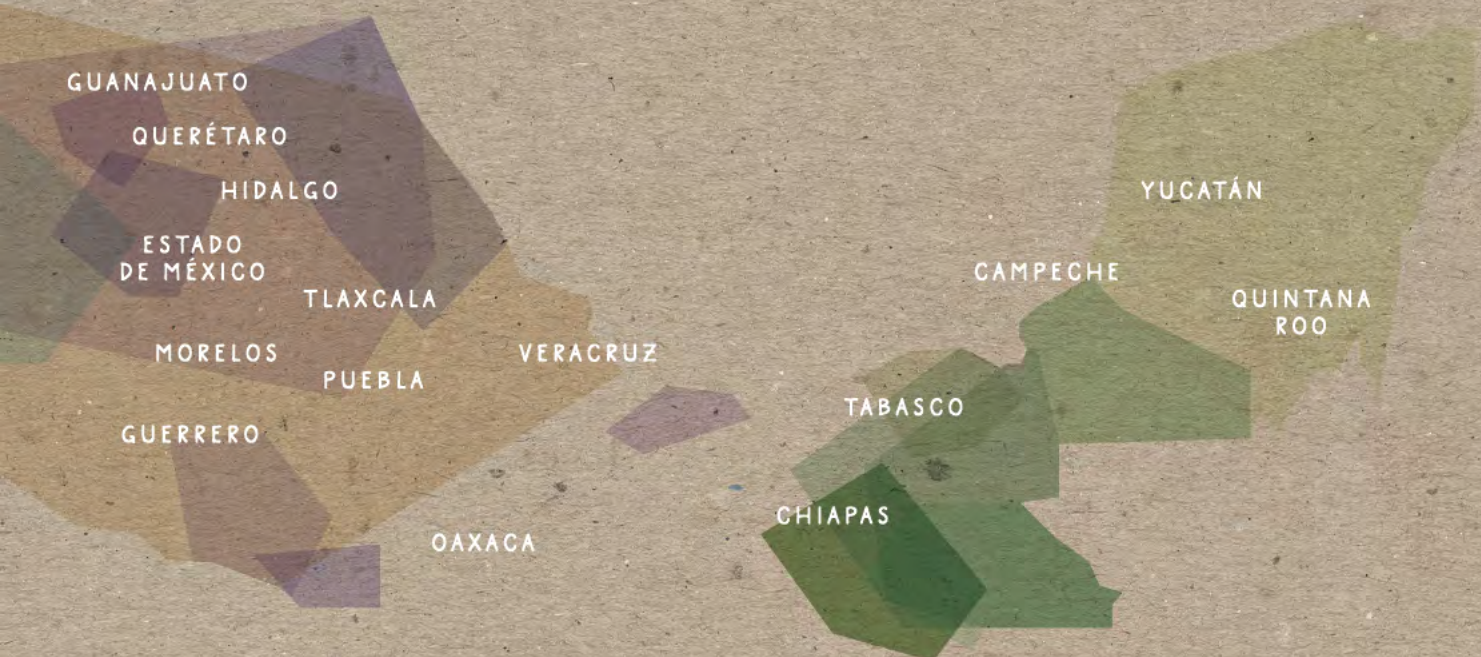 GUANAJUATO
QUERÉTARO
HIDALGO
YUCATÁN
ESTADO
DE MÉXICO
CAMPECHE
TLAXCALA
QUINTANA
ROO
MORELOS
VERACRUZ
PUEBLA
TABASCO
GUERRERO
CHIAPAS
OAXACA